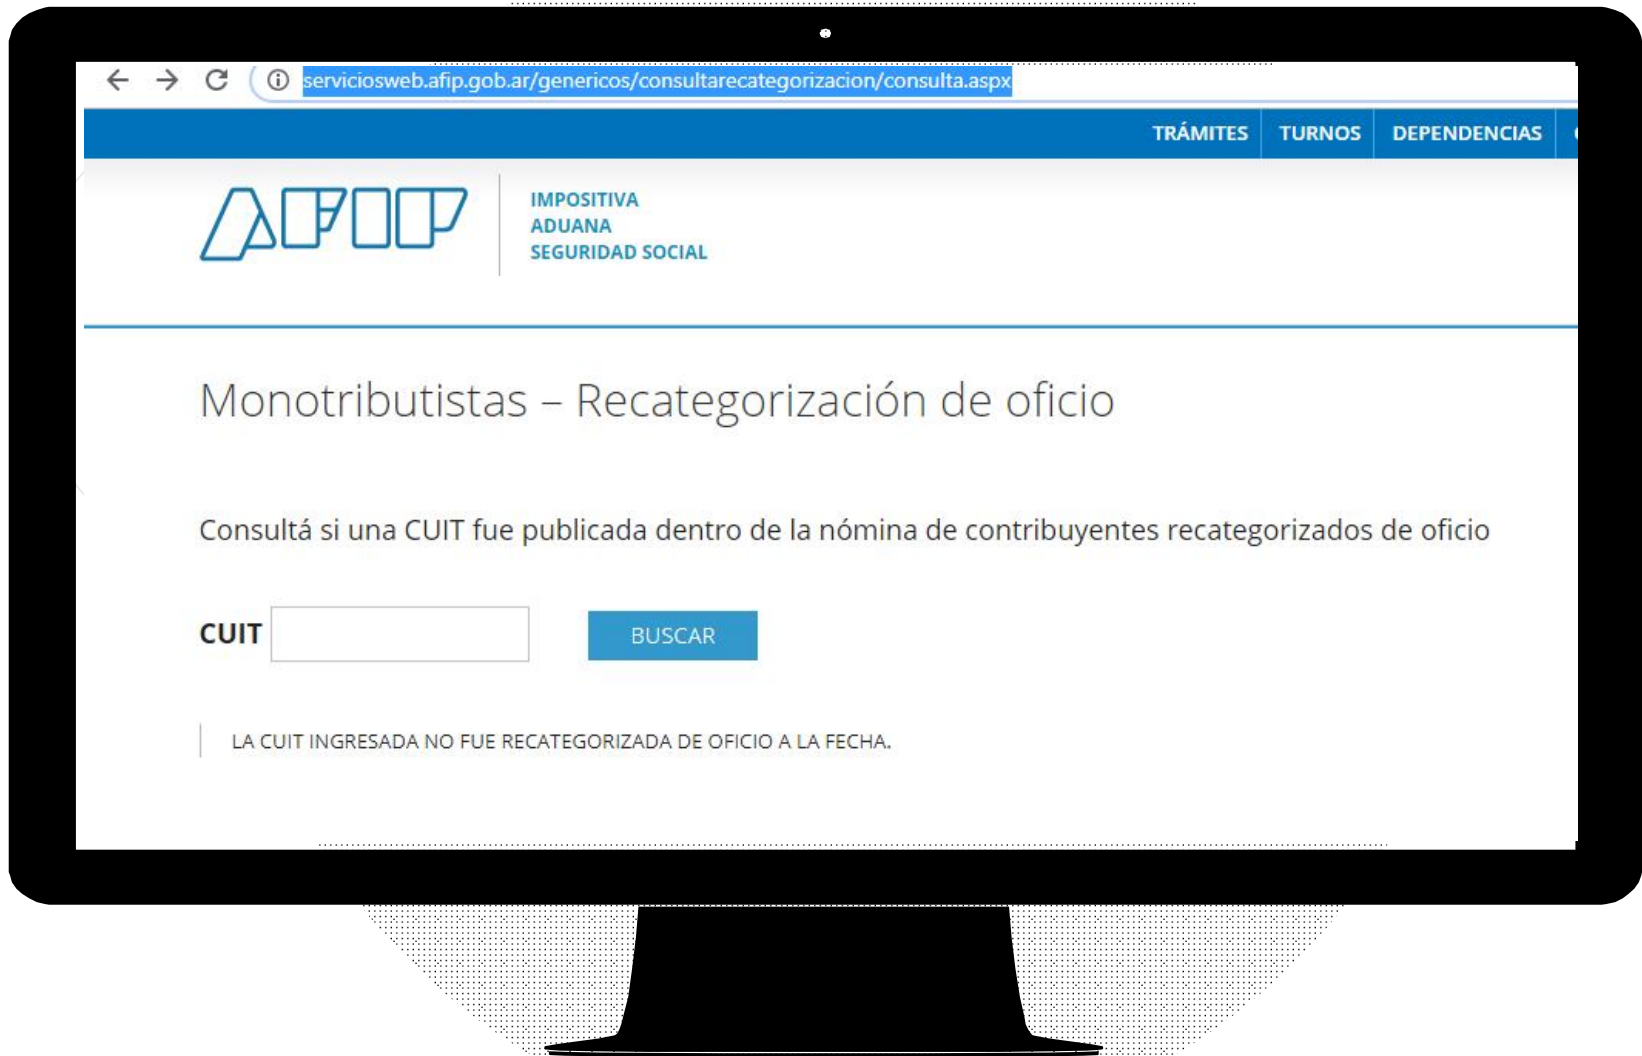 serviciosweb.afip.gob.ar/genericos/consultarecategorizacion/consulta.aspx
TRÁMITES TURNOS DEPENDENCIAS
AFIP
IMPOSITIVA
ADUANA
SEGURIDAD SOCIAL
Monotributistas – Recategorización de oficio
Consultá si una CUIT fue publicada dentro de la nómina de contribuyentes recategorizados de oficio
CUIT BUSCAR
LA CUIT INGRESADA NO FUE RECATEGORIZADA DE OFICIO A LA FECHA.